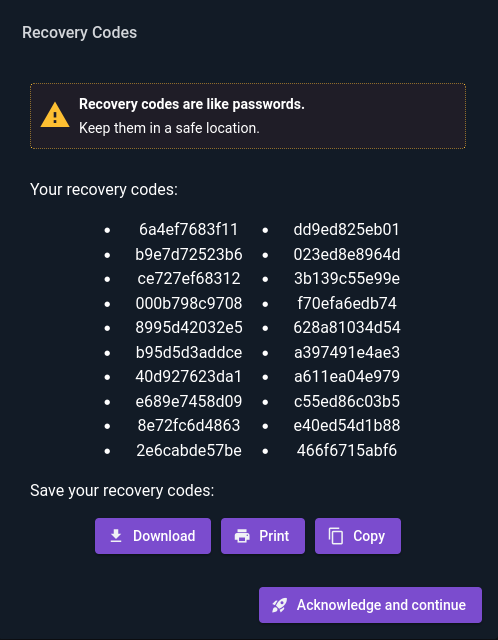 Recovery Codes
Recovery codes are like passwords.
Keep them in a safe location.
Your recovery codes:
• 6a4ef7683f11 • dd9ed825eb01
• b9e7d72523b6 • 023ed8e8964d
• ce727ef68312 • 3b139c55e99e
• 000b798c9708 • f70efa6edb74
• 8995d42032e5 • 628a81034d54
• b95d5d3addce • a397491e4ae3
• 40d927623da1 • a611ea04e979
• e689e7458d09 • c55ed86c03b5
• 8e72fc6d4863 • e40ed54d1b88
• 2e6cabde57be • 466f6715abf6
Save your recovery codes:
Download Print Copy
Acknowledge and continue